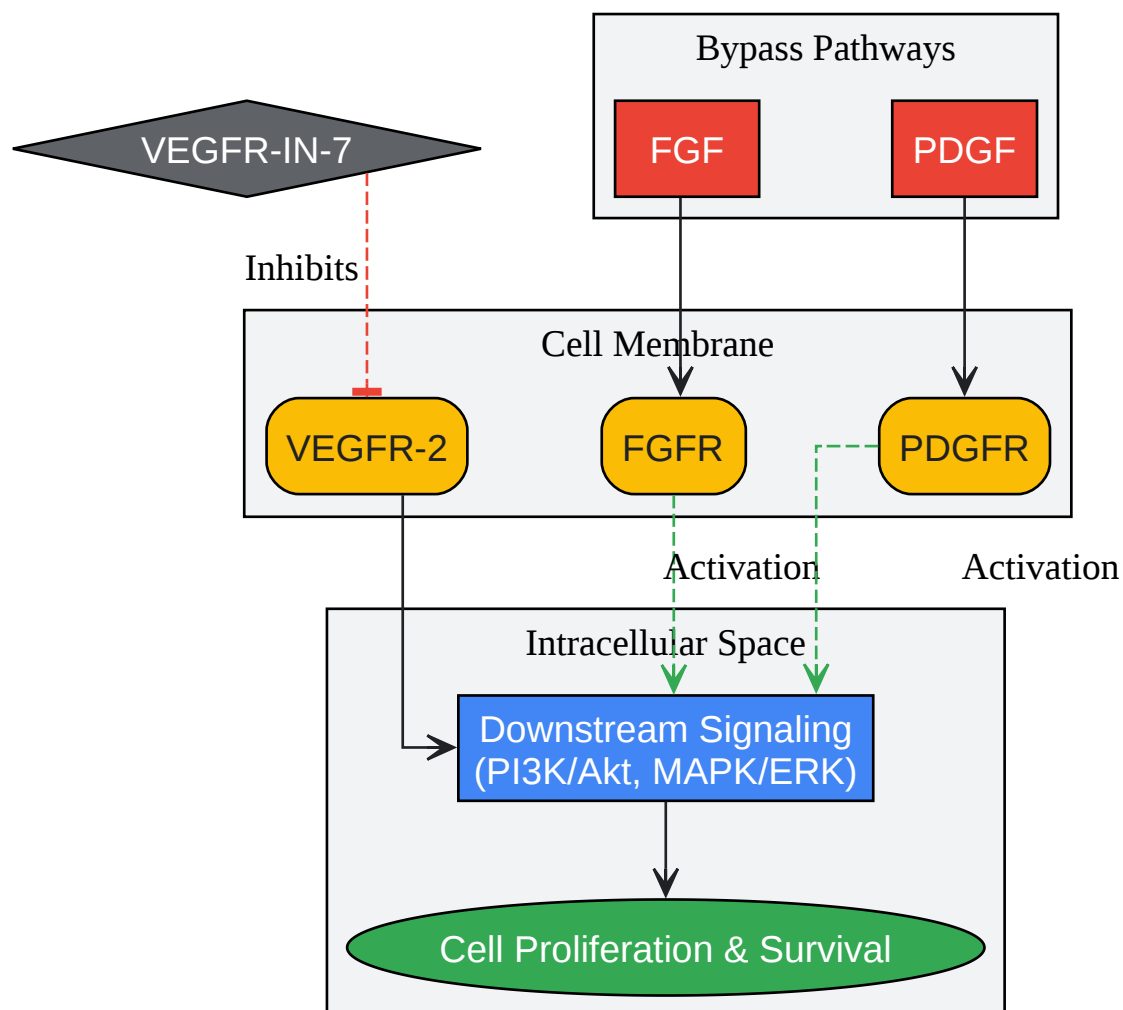 Bypass Pathways
VEGFR-IN-7
FGF
PDGF
Inhibits
Cell Membrane
VEGFR-2
FGFR
PDGFR
Activation
Activation
Intracellular Space
Downstream Signaling
(PI3K/Akt, MAPK/ERK)
Cell Proliferation & Survival